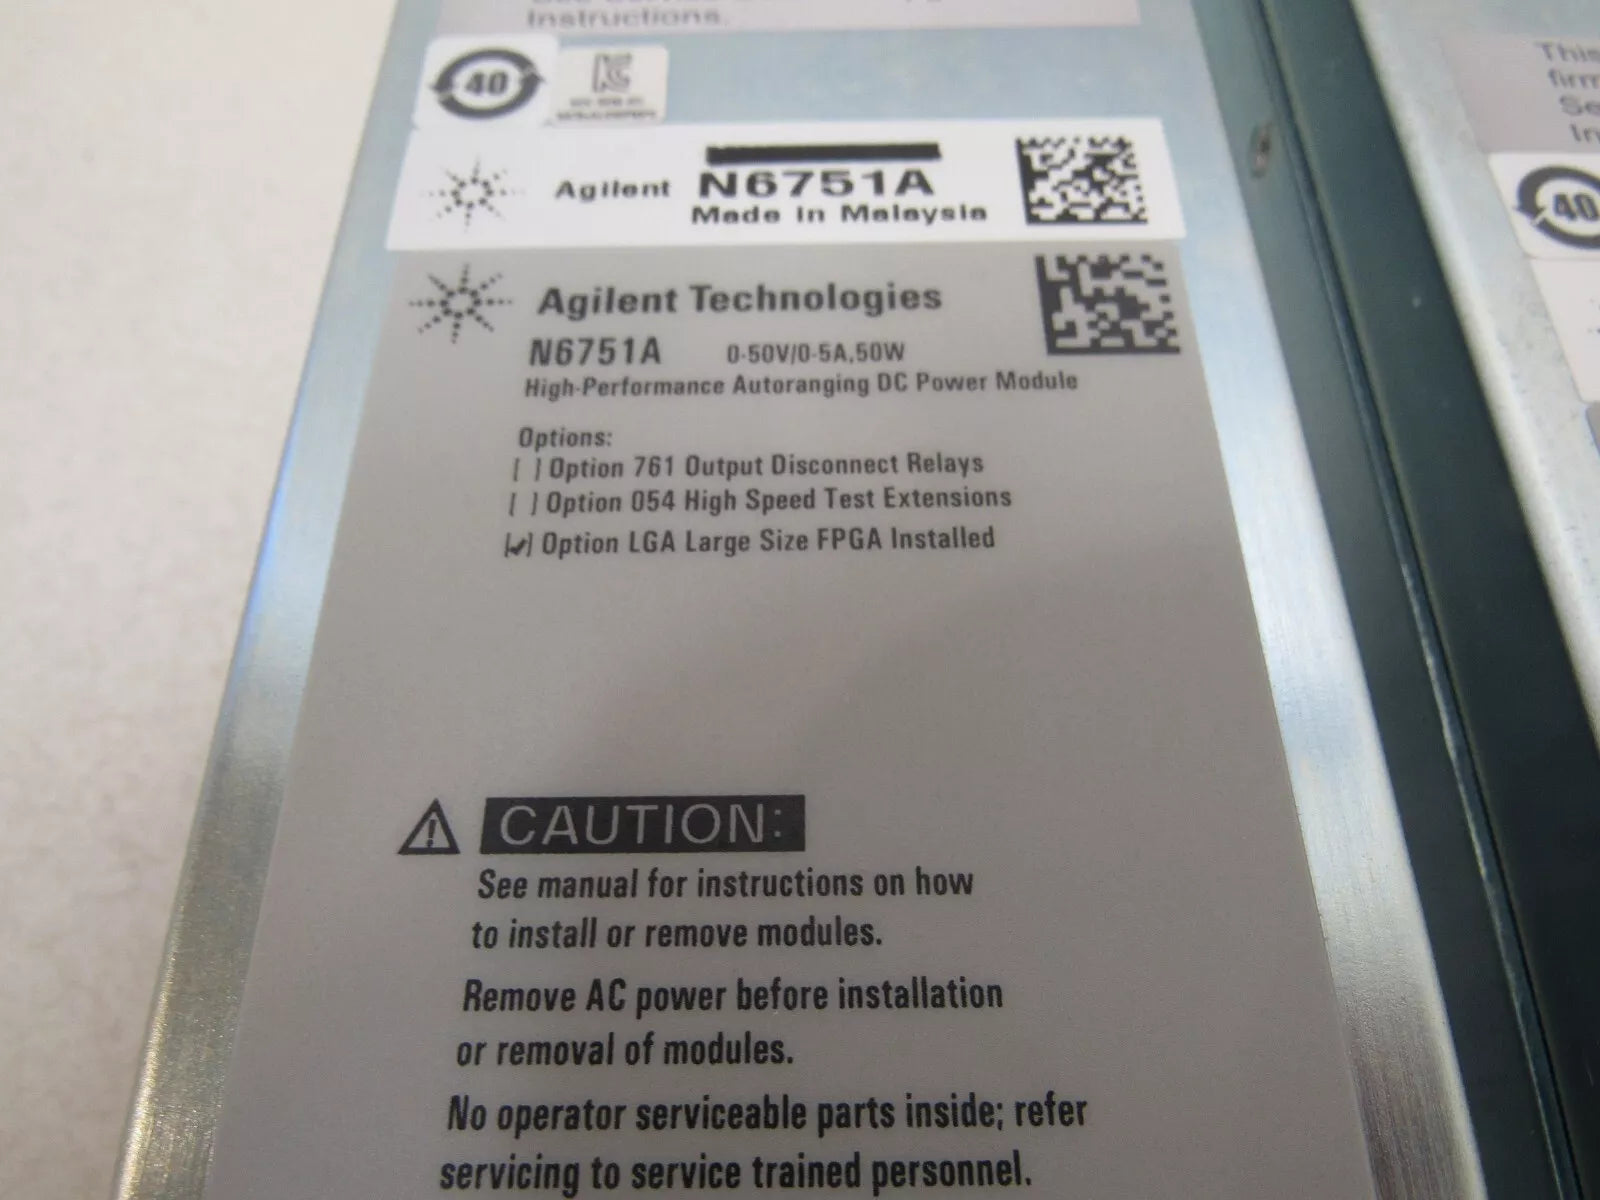 Instructions.
40
Agilent N6751A
Made in Malaysia
Agilent Technologies
N6751A 0-50V/0-5A,50W
High-Performance Autoranging DC Power Module
Options:
[ ] Option 761 Output Disconnect Relays
[ ] Option 054 High Speed Test Extensions
[✓] Option LGA Large Size FPGA Installed
CAUTION:
See manual for instructions on how
to install or remove modules.
Remove AC power before installation
or removal of modules.
No operator serviceable parts inside; refer
servicing to service trained personnel.
This
40